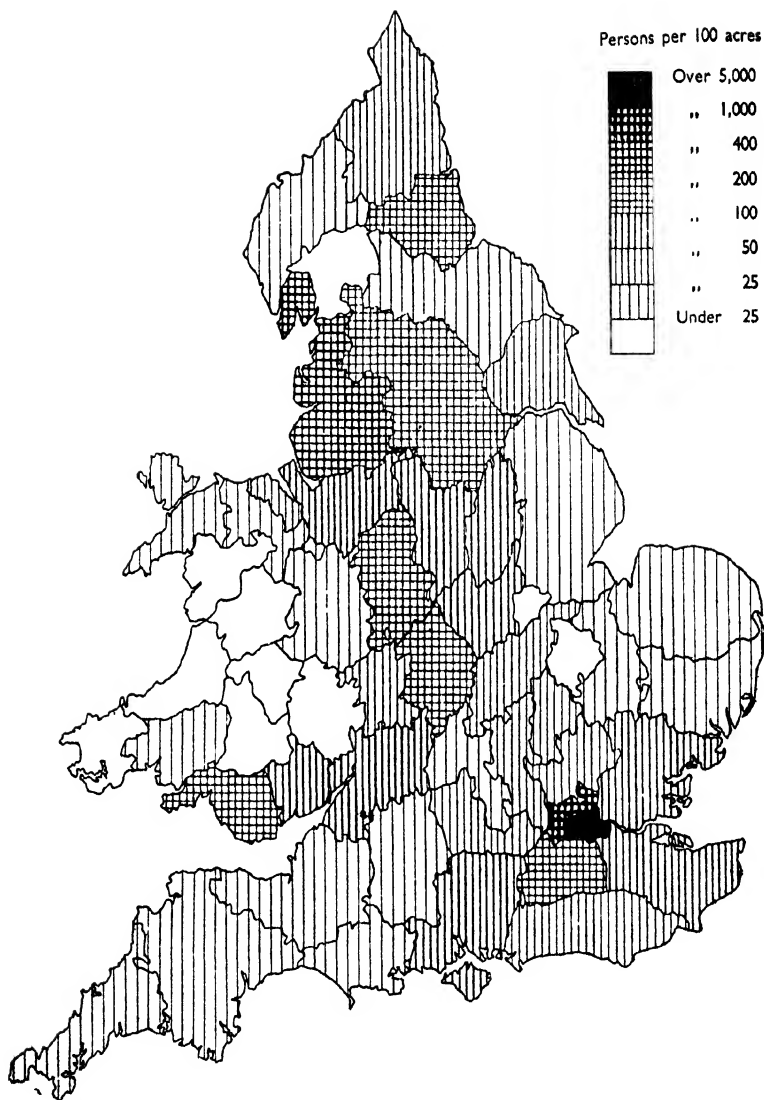 Persons per 100 acres
Over 5,000
,, 1,000
,, 400
,, 200
,, 100
,, 50
,, 25
Under 25